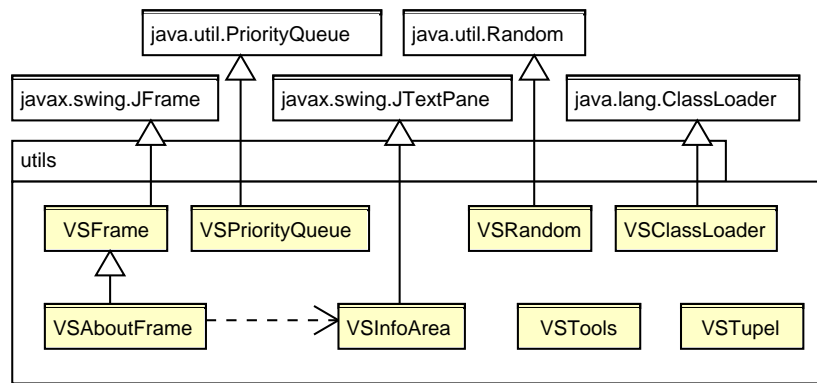 java.util.PriorityQueue java.util.Random
javax.swing.JFrame javax.swing.JTextPane java.lang.ClassLoader
utils
VSFrame VSPriorityQueue VSRandom VSClassLoader
VSAboutFrame VSInfoArea VSTools VSTupel